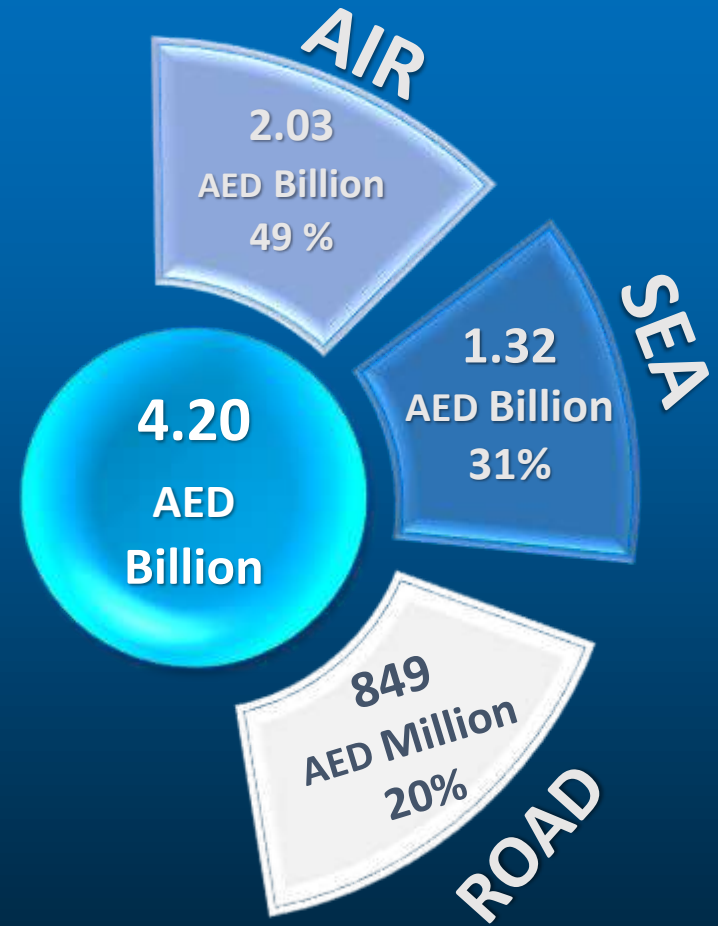 AIR
2.03
AED Billion
49 %
SEA
1.32
AED Billion
31%
4.20
AED
Billion
849
AED Million
20%
ROAD